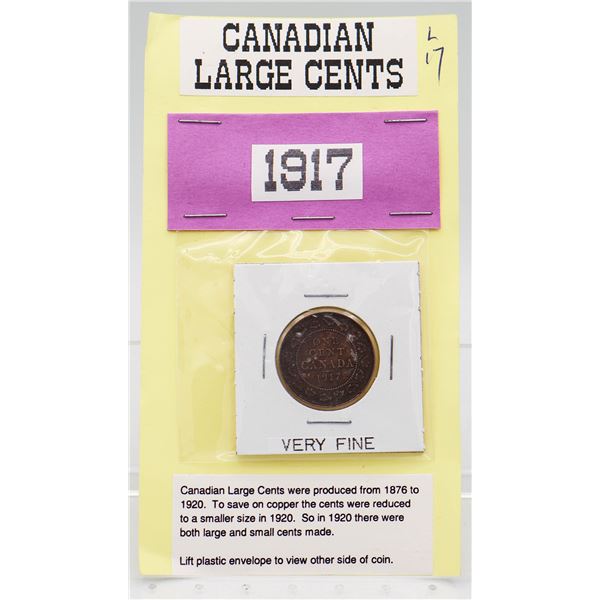 CANADIAN
LARGE CENTS
L
17
1917
ONE
CENT
CANADA
1917
VERY FINE
Canadian Large Cents were produced from 1876 to
1920. To save on copper the cents were reduced
to a smaller size in 1920. So in 1920 there were
both large and small cents made.
Lift plastic envelope to view other side of coin.